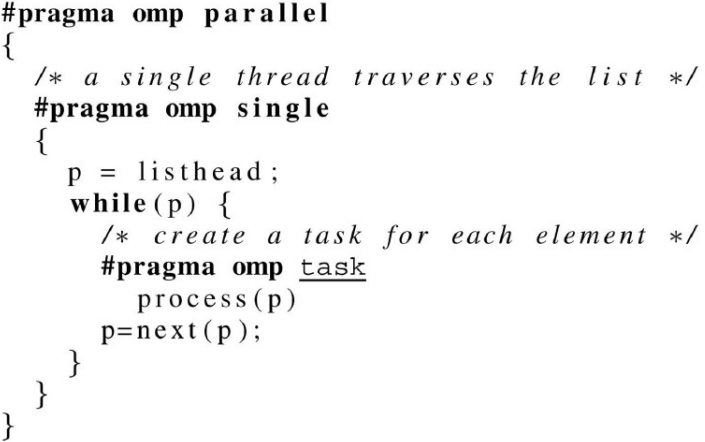 #pragma omp parallel
{
/* a single thread traverses the list */
#pragma omp single
{
p = listhead;
while(p) {
/* create a task for each element */
#pragma omp task
process(p)
p=next(p);
}
}
}